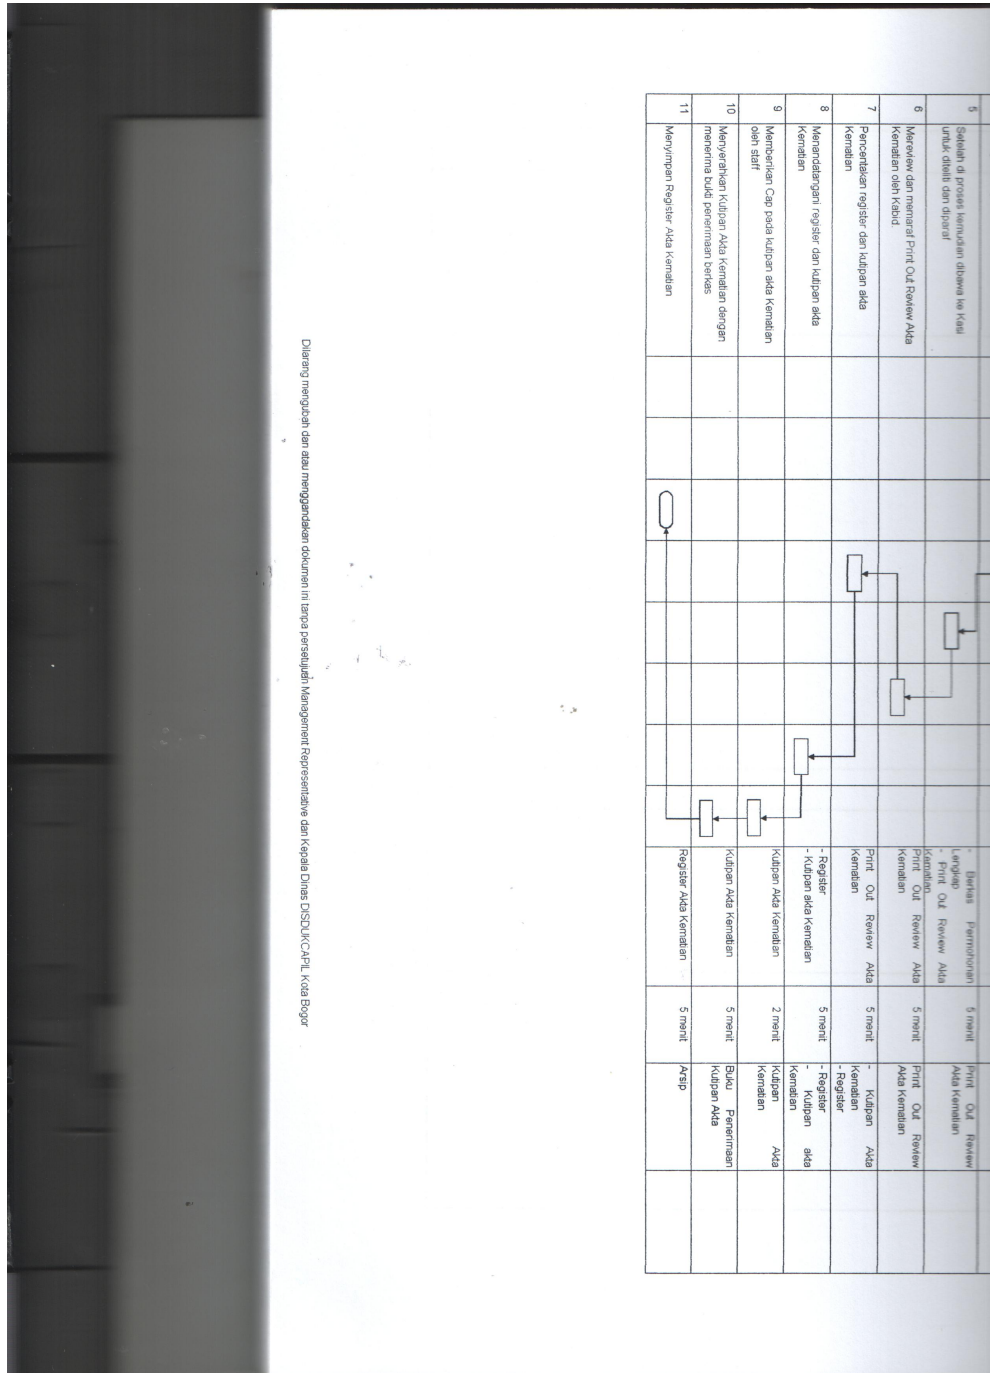 5 Setelah di proses kemudian dibawa ke Kasi
untuk diteliti dan diparaf
- Berkas Permohonan
Lengkap
- Print Out Review Akta
Kematian
5 menit
Print Out Review
Akta Kematian
6 Mereview dan memaraf Print Out Review Akta
Kematian oleh Kabid.
Print Out Review Akta
Kematian
5 menit
Print Out Review
Akta Kematian
7 Pencentakan register dan kutipan akta
Kematian
Print Out Review Akta
Kematian
5 menit
- Kutipan Akta
Kematian
- Register
8 Menandatangani register dan kutipan akta
Kematian
- Register
- Kutipan akta Kematian
5 menit
- Register
- Kutipan akta
Kematian
9 Memberikan Cap pada kutipan akta Kematian
oleh staff
Kutipan Akta Kematian
2 menit
Kutipan Akta
Kematian
10 Menyerahkan Kutipan Akta Kematian dengan
menerima bukti penerimaan berkas
Kutipan Akta Kematian
5 menit
Buku Penerimaan
Kutipan Akta
11 Menyimpan Register Akta Kematian
Register Akta Kematian
5 menit
Arsip
Dilarang mengubah dan atau menggandakan dokumen ini tanpa persetujuan Management Representative dan Kepala Dinas DISDUKCAPIL Kota Bogor